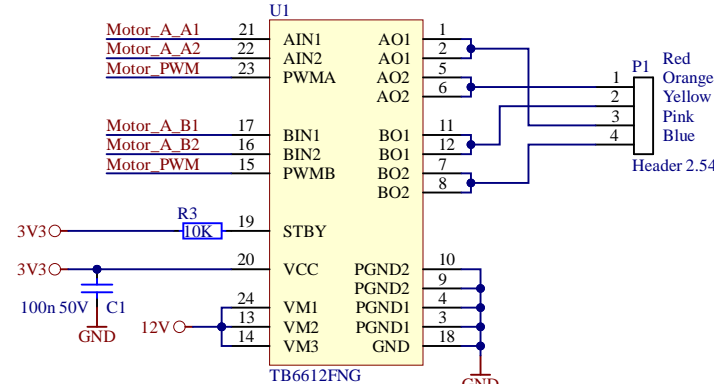 U1
Motor_A_A1 21 AIN1 AO1 1
Motor_A_A2 22 AIN2 AO1 2
Motor_PWM 23 PWMA AO2 5
AO2 6
Motor_A_B1 17 BIN1 BO1 11
Motor_A_B2 16 BIN2 BO1 12
Motor_PWM 15 PWMB BO2 7
BO2 8
P1
Red
1 Orange
2 Yellow
3 Pink
4 Blue
Header 2.54
R3
3V3 10K 19 STBY
3V3 20 VCC PGND2 10
PGND2 9
100n 50V C1
GND
24 VM1 PGND1 4
12V 13 VM2 PGND1 3
14 VM3 GND 18
GND
TB6612FNG